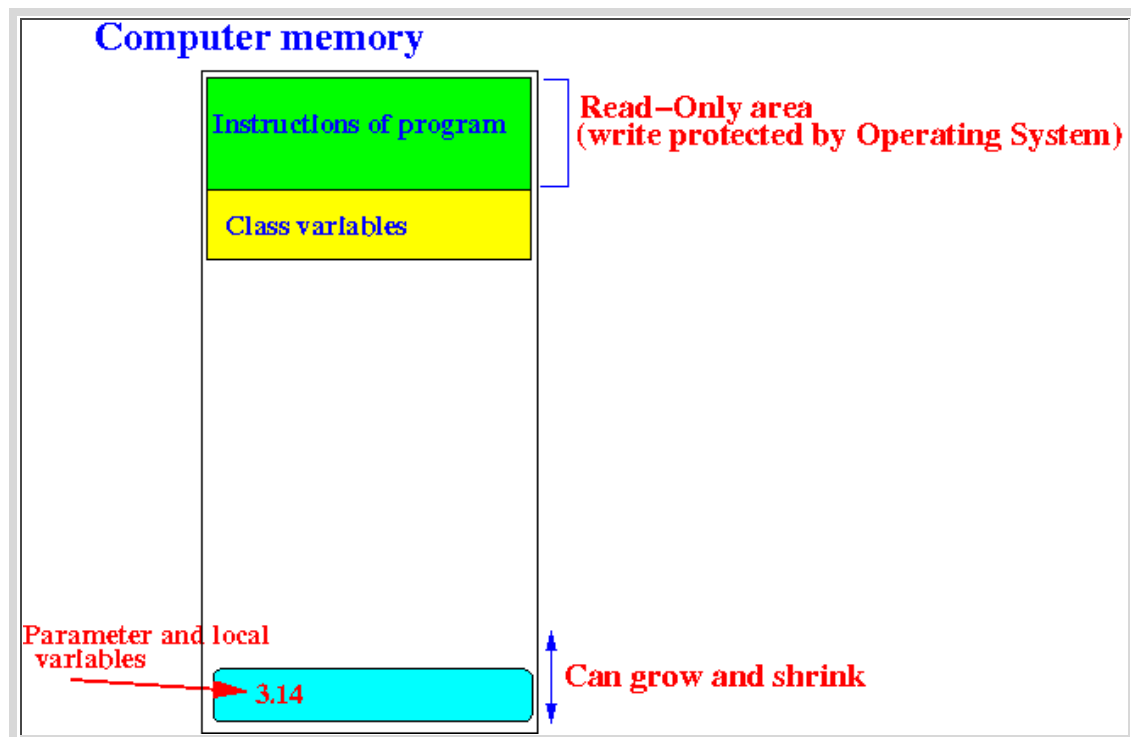 Computer memory
Instructions of program
Read-Only area
(write protected by Operating System)
Class variables
Parameter and local
variables
3.14
Can grow and shrink